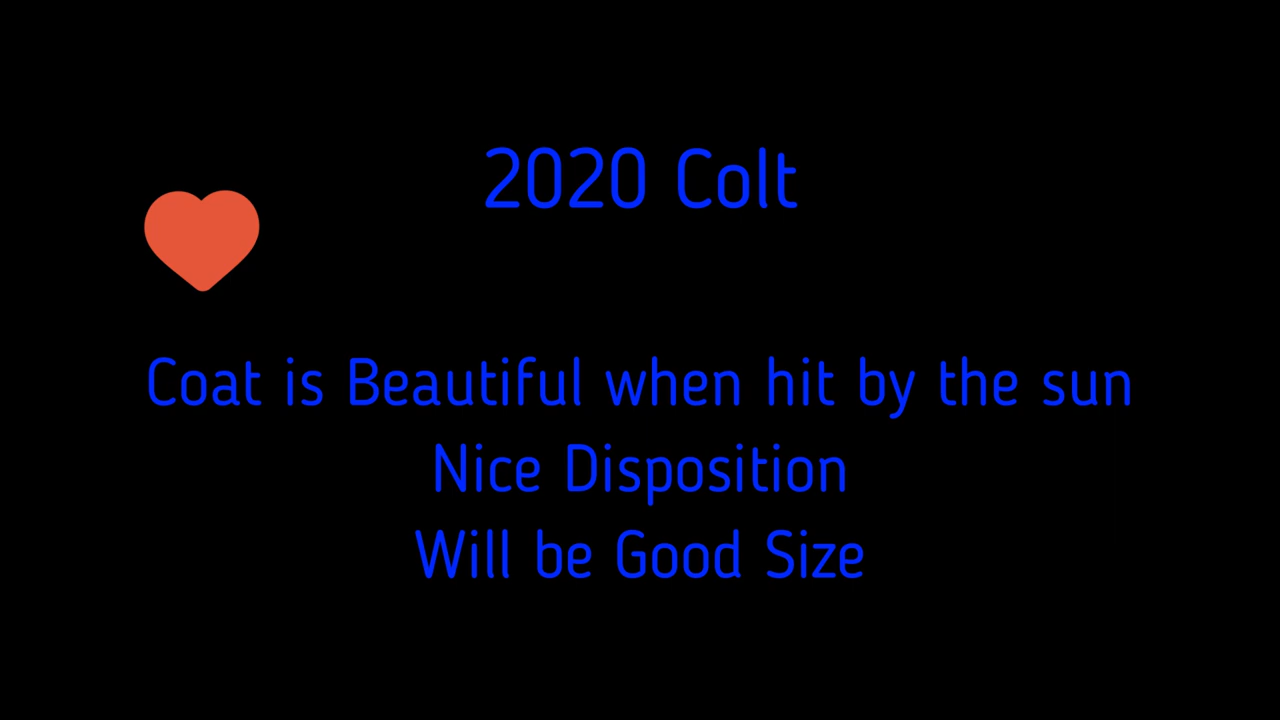 2020 Colt
Coat is Beautiful when hit by the sun
Nice Disposition
Will be Good Size